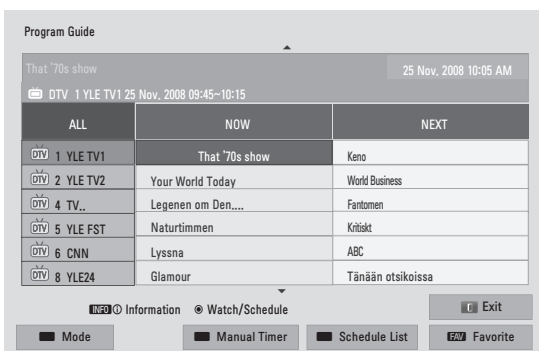 Program Guide
That '70s show 25 Nov. 2008 10:05 AM
DTV 1 YLE TV1 25 Nov. 2008 09:45~10:15
ALL NOW NEXT
DTV 1 YLE TV1 That '70s show Keno
DTV 2 YLE TV2 Your World Today World Business
DTV 4 TV.. Legenen om Den.... Fantomen
DTV 5 YLE FST Naturtimmen Kritiskt
DTV 6 CNN Lyssna ABC
DTV 8 YLE24 Glamour Tänään otsikoissa
INFO i Information Watch/Schedule Exit
Mode Manual Timer Schedule List FAV Favorite